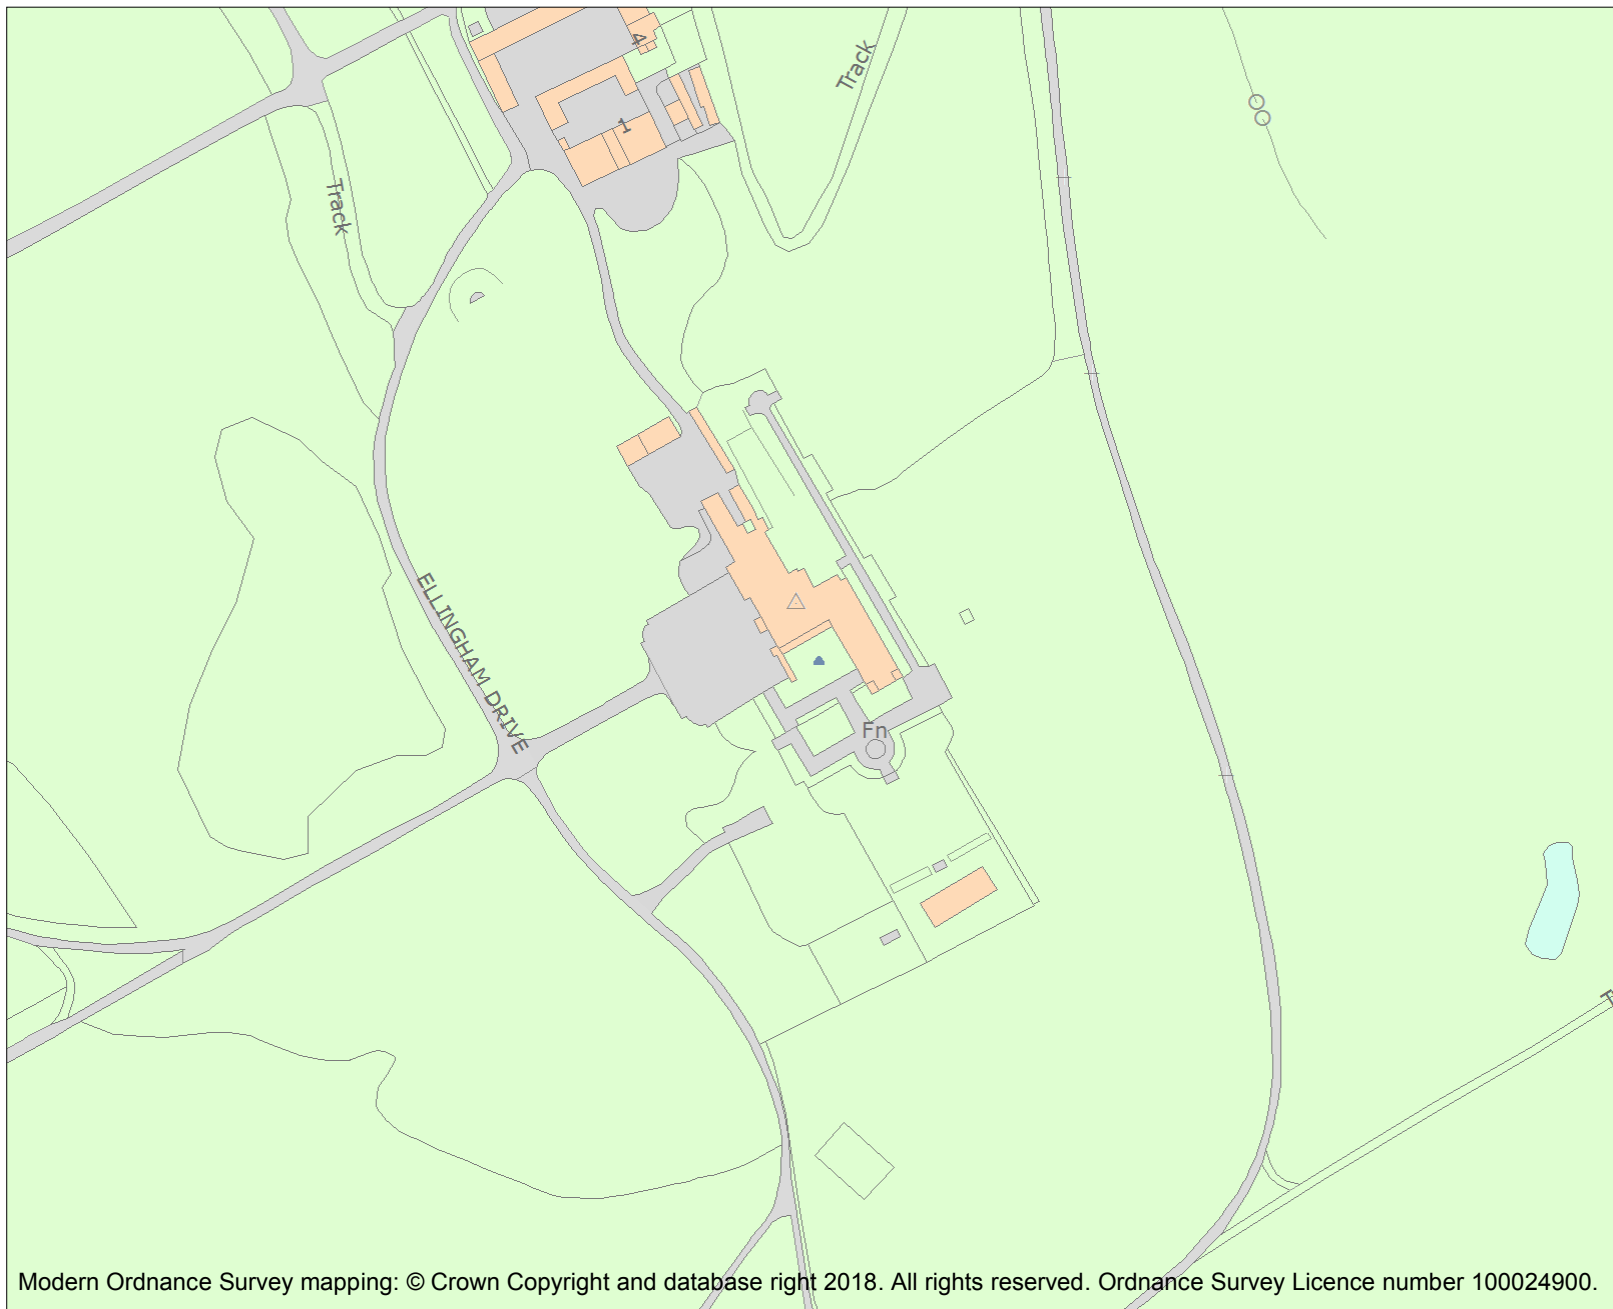 4
Track
1
Track
ELLINGHAM DRIVE
Fn
Modern Ordnance Survey mapping: © Crown Copyright and database right 2018. All rights reserved. Ordnance Survey Licence number 100024900.